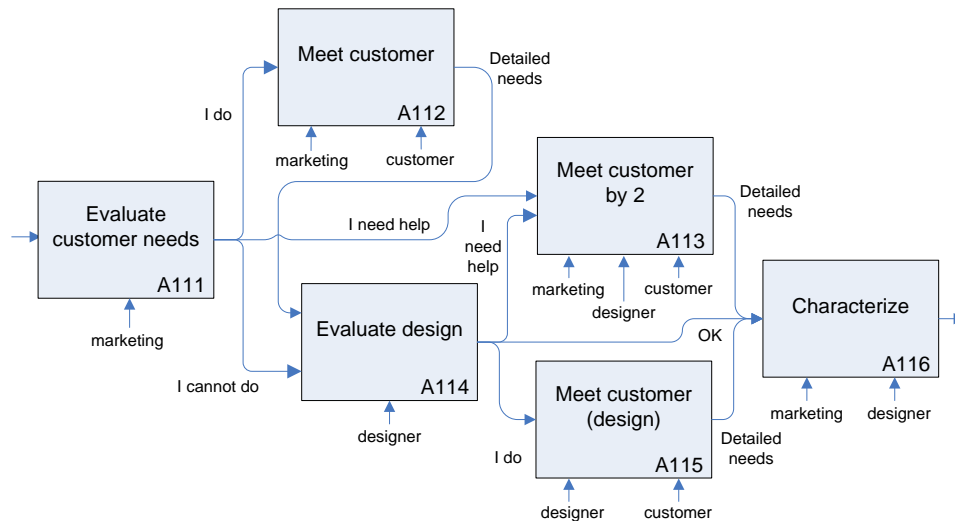 Meet customer
A112
Detailed
needs
I do
marketing
customer
Evaluate
customer needs
A111
marketing
I need help
I
need
help
Meet customer
by 2
A113
Detailed
needs
marketing
designer
customer
I cannot do
Evaluate design
A114
designer
OK
Characterize
A116
marketing
designer
I do
Meet customer
(design)
A115
Detailed
needs
designer
customer